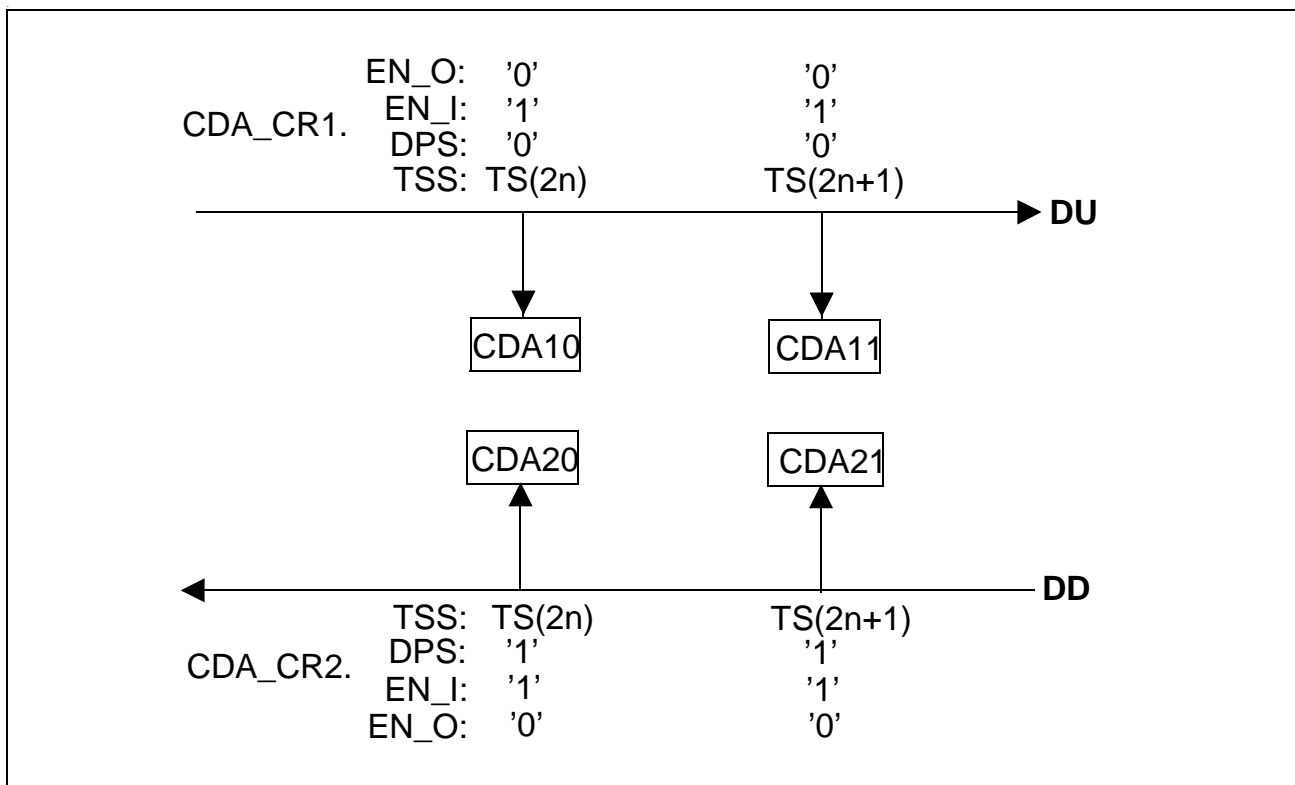 EN_O: ’0’ ’0’
EN_I: ’1’ ’1’
CDA_CR1.
DPS: ’0’ ’0’
TSS: TS(2n) TS(2n+1)
DU
CDA10 CDA11
CDA20 CDA21
DD
TSS: TS(2n) TS(2n+1)
DPS: ’1’ ’1’
CDA_CR2.
EN_I: ’1’ ’1’
EN_O: ’0’ ’0’